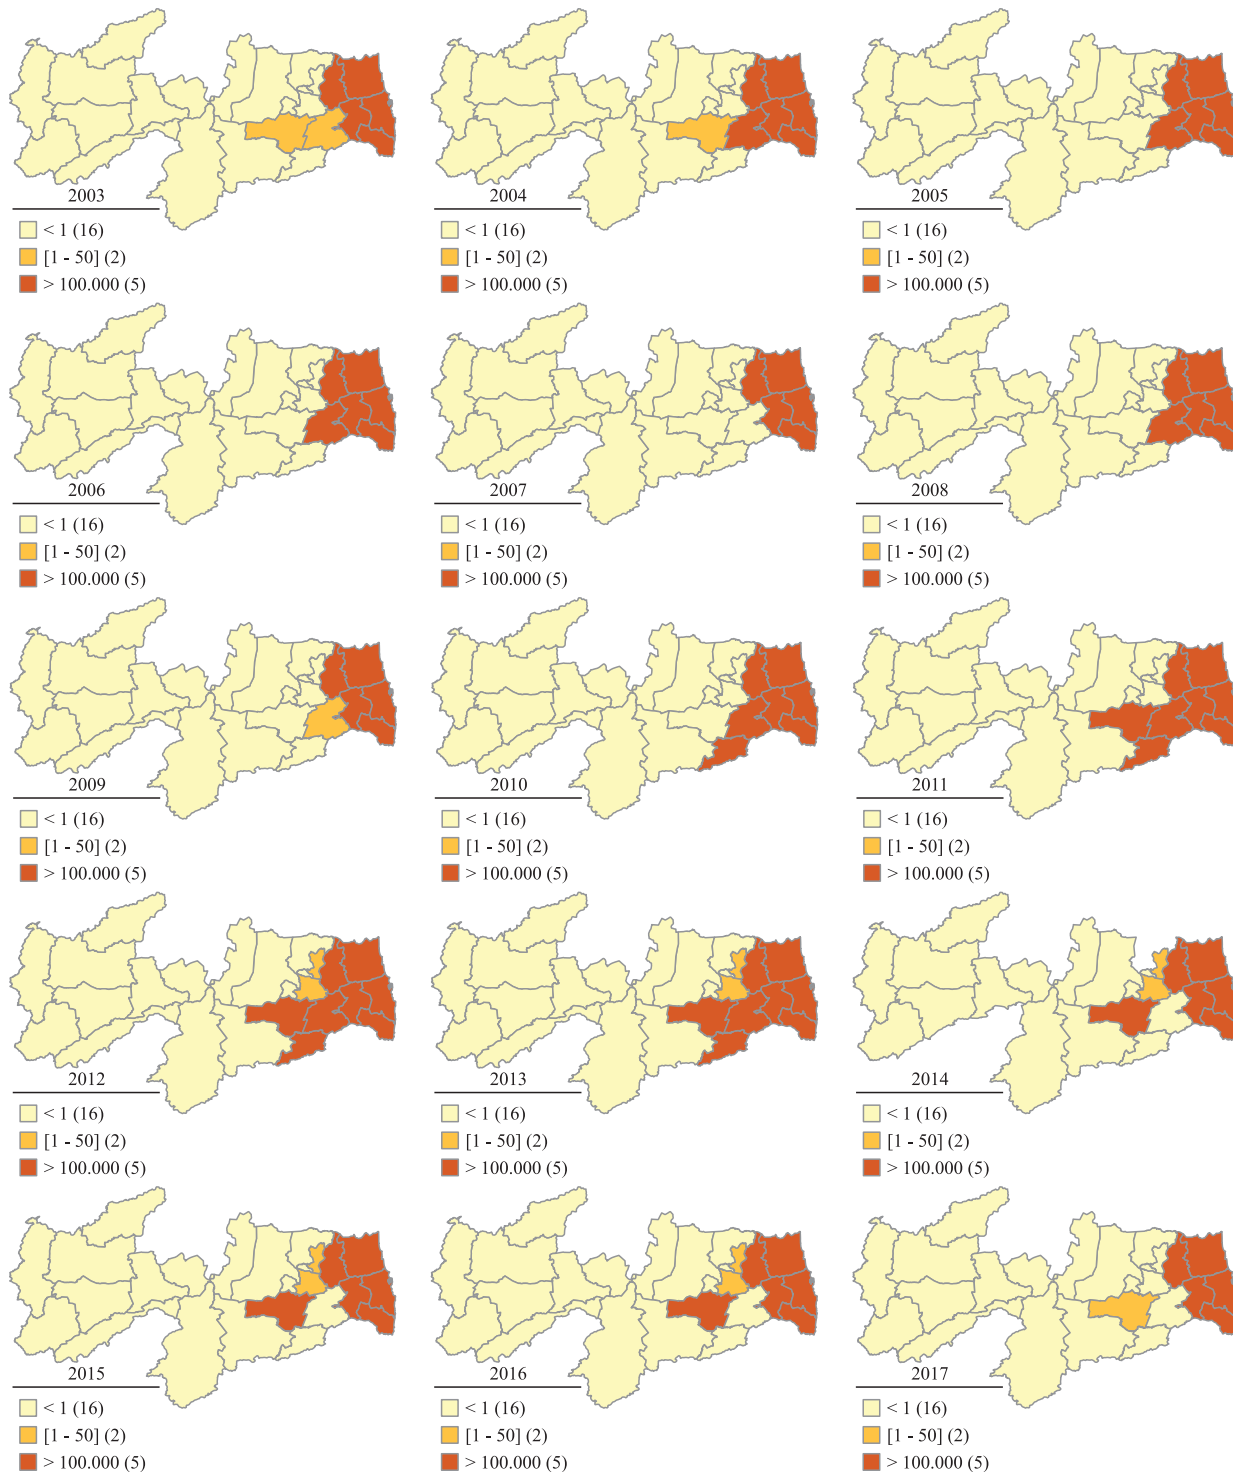 2003
< 1 (16)
[1 - 50] (2)
> 100.000 (5)
2004
< 1 (16)
[1 - 50] (2)
> 100.000 (5)
2005
< 1 (16)
[1 - 50] (2)
> 100.000 (5)
2006
< 1 (16)
[1 - 50] (2)
> 100.000 (5)
2007
< 1 (16)
[1 - 50] (2)
> 100.000 (5)
2008
< 1 (16)
[1 - 50] (2)
> 100.000 (5)
2009
< 1 (16)
[1 - 50] (2)
> 100.000 (5)
2010
< 1 (16)
[1 - 50] (2)
> 100.000 (5)
2011
< 1 (16)
[1 - 50] (2)
> 100.000 (5)
2012
< 1 (16)
[1 - 50] (2)
> 100.000 (5)
2013
< 1 (16)
[1 - 50] (2)
> 100.000 (5)
2014
< 1 (16)
[1 - 50] (2)
> 100.000 (5)
2015
< 1 (16)
[1 - 50] (2)
> 100.000 (5)
2016
< 1 (16)
[1 - 50] (2)
> 100.000 (5)
2017
< 1 (16)
[1 - 50] (2)
> 100.000 (5)